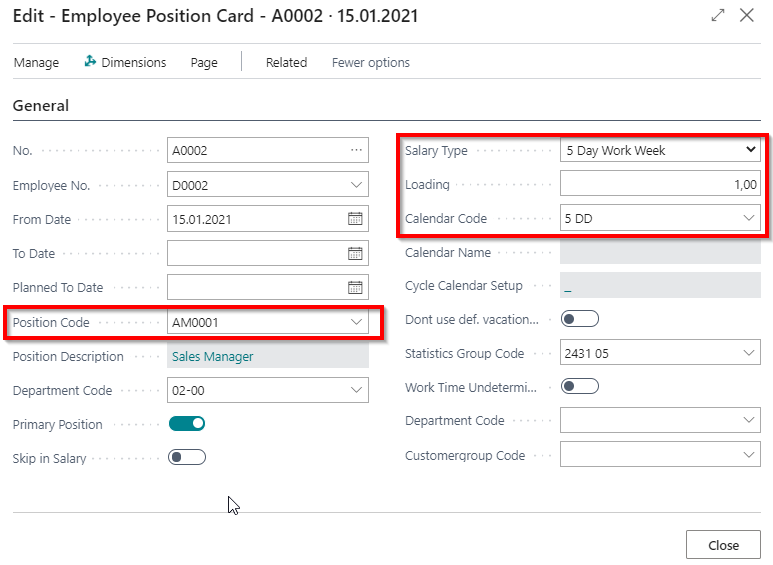 Edit - Employee Position Card - A0002 · 15.01.2021
Manage Dimensions Page Related Fewer options
General
No. A0002 ...
Employee No. D0002
From Date 15.01.2021
To Date
Planned To Date
Position Code AM0001
Position Description Sales Manager
Department Code 02-00
Primary Position
Skip in Salary
Salary Type 5 Day Work Week
Loading 1,00
Calendar Code 5 DD
Calendar Name
Cycle Calendar Setup _
Dont use def. vacation...
Statistics Group Code 2431 05
Work Time Undetermi...
Department Code
Customergroup Code
Close